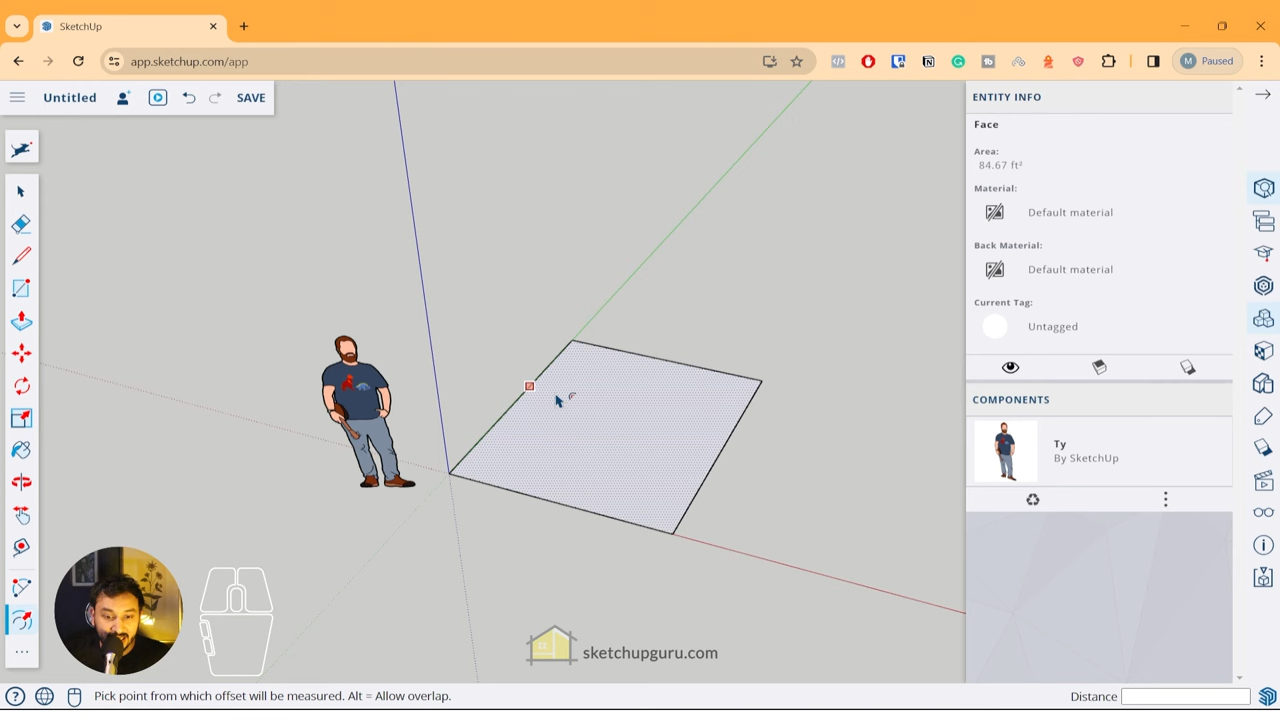 SketchUp
app.sketchup.com/app
M Paused
Untitled
SAVE
ENTITY INFO
Face
Area:
84.67 ft²
Material:
Default material
Back Material:
Default material
Current Tag:
Untagged
COMPONENTS
Ty
By SketchUp
sketchupguru.com
Pick point from which offset will be measured. Alt = Allow overlap.
Distance